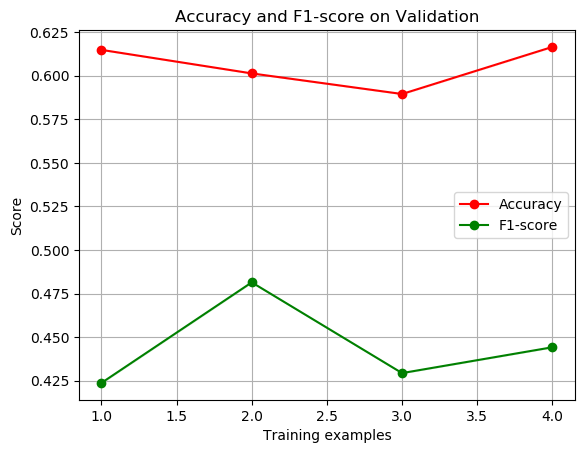 Accuracy and F1-score on Validation
0.625
0.600
0.575
0.550
0.525
0.500
0.475
0.450
0.425
Score
Accuracy
F1-score
1.0 1.5 2.0 2.5 3.0 3.5 4.0
Training examples